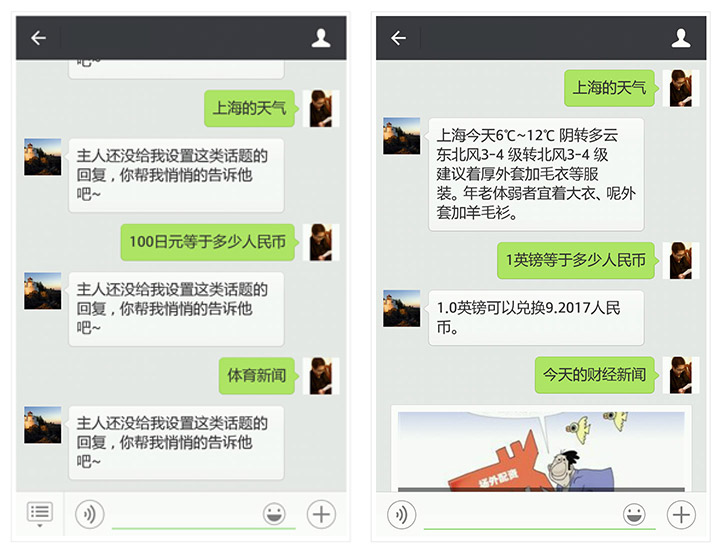 吧~
上海的天气
主人还没给我设置这类话题的
回复，你帮我悄悄的告诉他
吧~
100日元等于多少人民币
主人还没给我设置这类话题的
回复，你帮我悄悄的告诉他
吧~
体育新闻
主人还没给我设置这类话题的
回复，你帮我悄悄的告诉他
吧~
上海的天气
上海今天6℃~12℃ 阴转多云
东北风3-4 级转北风3-4 级
建议着厚外套加毛衣等服
装。年老体弱者宜着大衣、呢外
套加羊毛衫。
1英镑等于多少人民币
1.0英镑可以兑换9.2017人民
币。
今天的财经新闻
场外配资